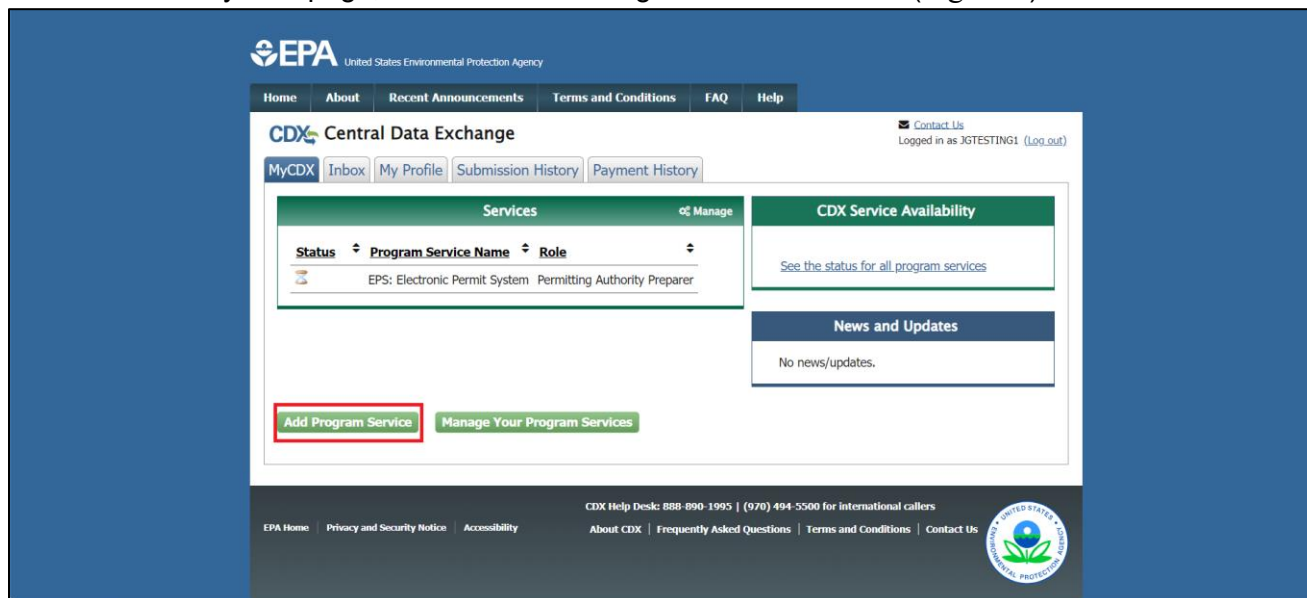 EPA United States Environmental Protection Agency
Home About Recent Announcements Terms and Conditions FAQ Help
CDX Central Data Exchange
Contact Us
Logged in as JGTESTING1 (Log out)
MyCDX Inbox My Profile Submission History Payment History
Services Manage
Status Program Service Name Role
EPS: Electronic Permit System Permitting Authority Preparer
CDX Service Availability
See the status for all program services
News and Updates
No news/updates.
Add Program Service Manage Your Program Services
CDX Help Desk: 888-890-1995 | (970) 494-5500 for international callers
EPA Home | Privacy and Security Notice | Accessibility
About CDX | Frequently Asked Questions | Terms and Conditions | Contact Us
UNITED STATES ENVIRONMENTAL PROTECTION AGENCY